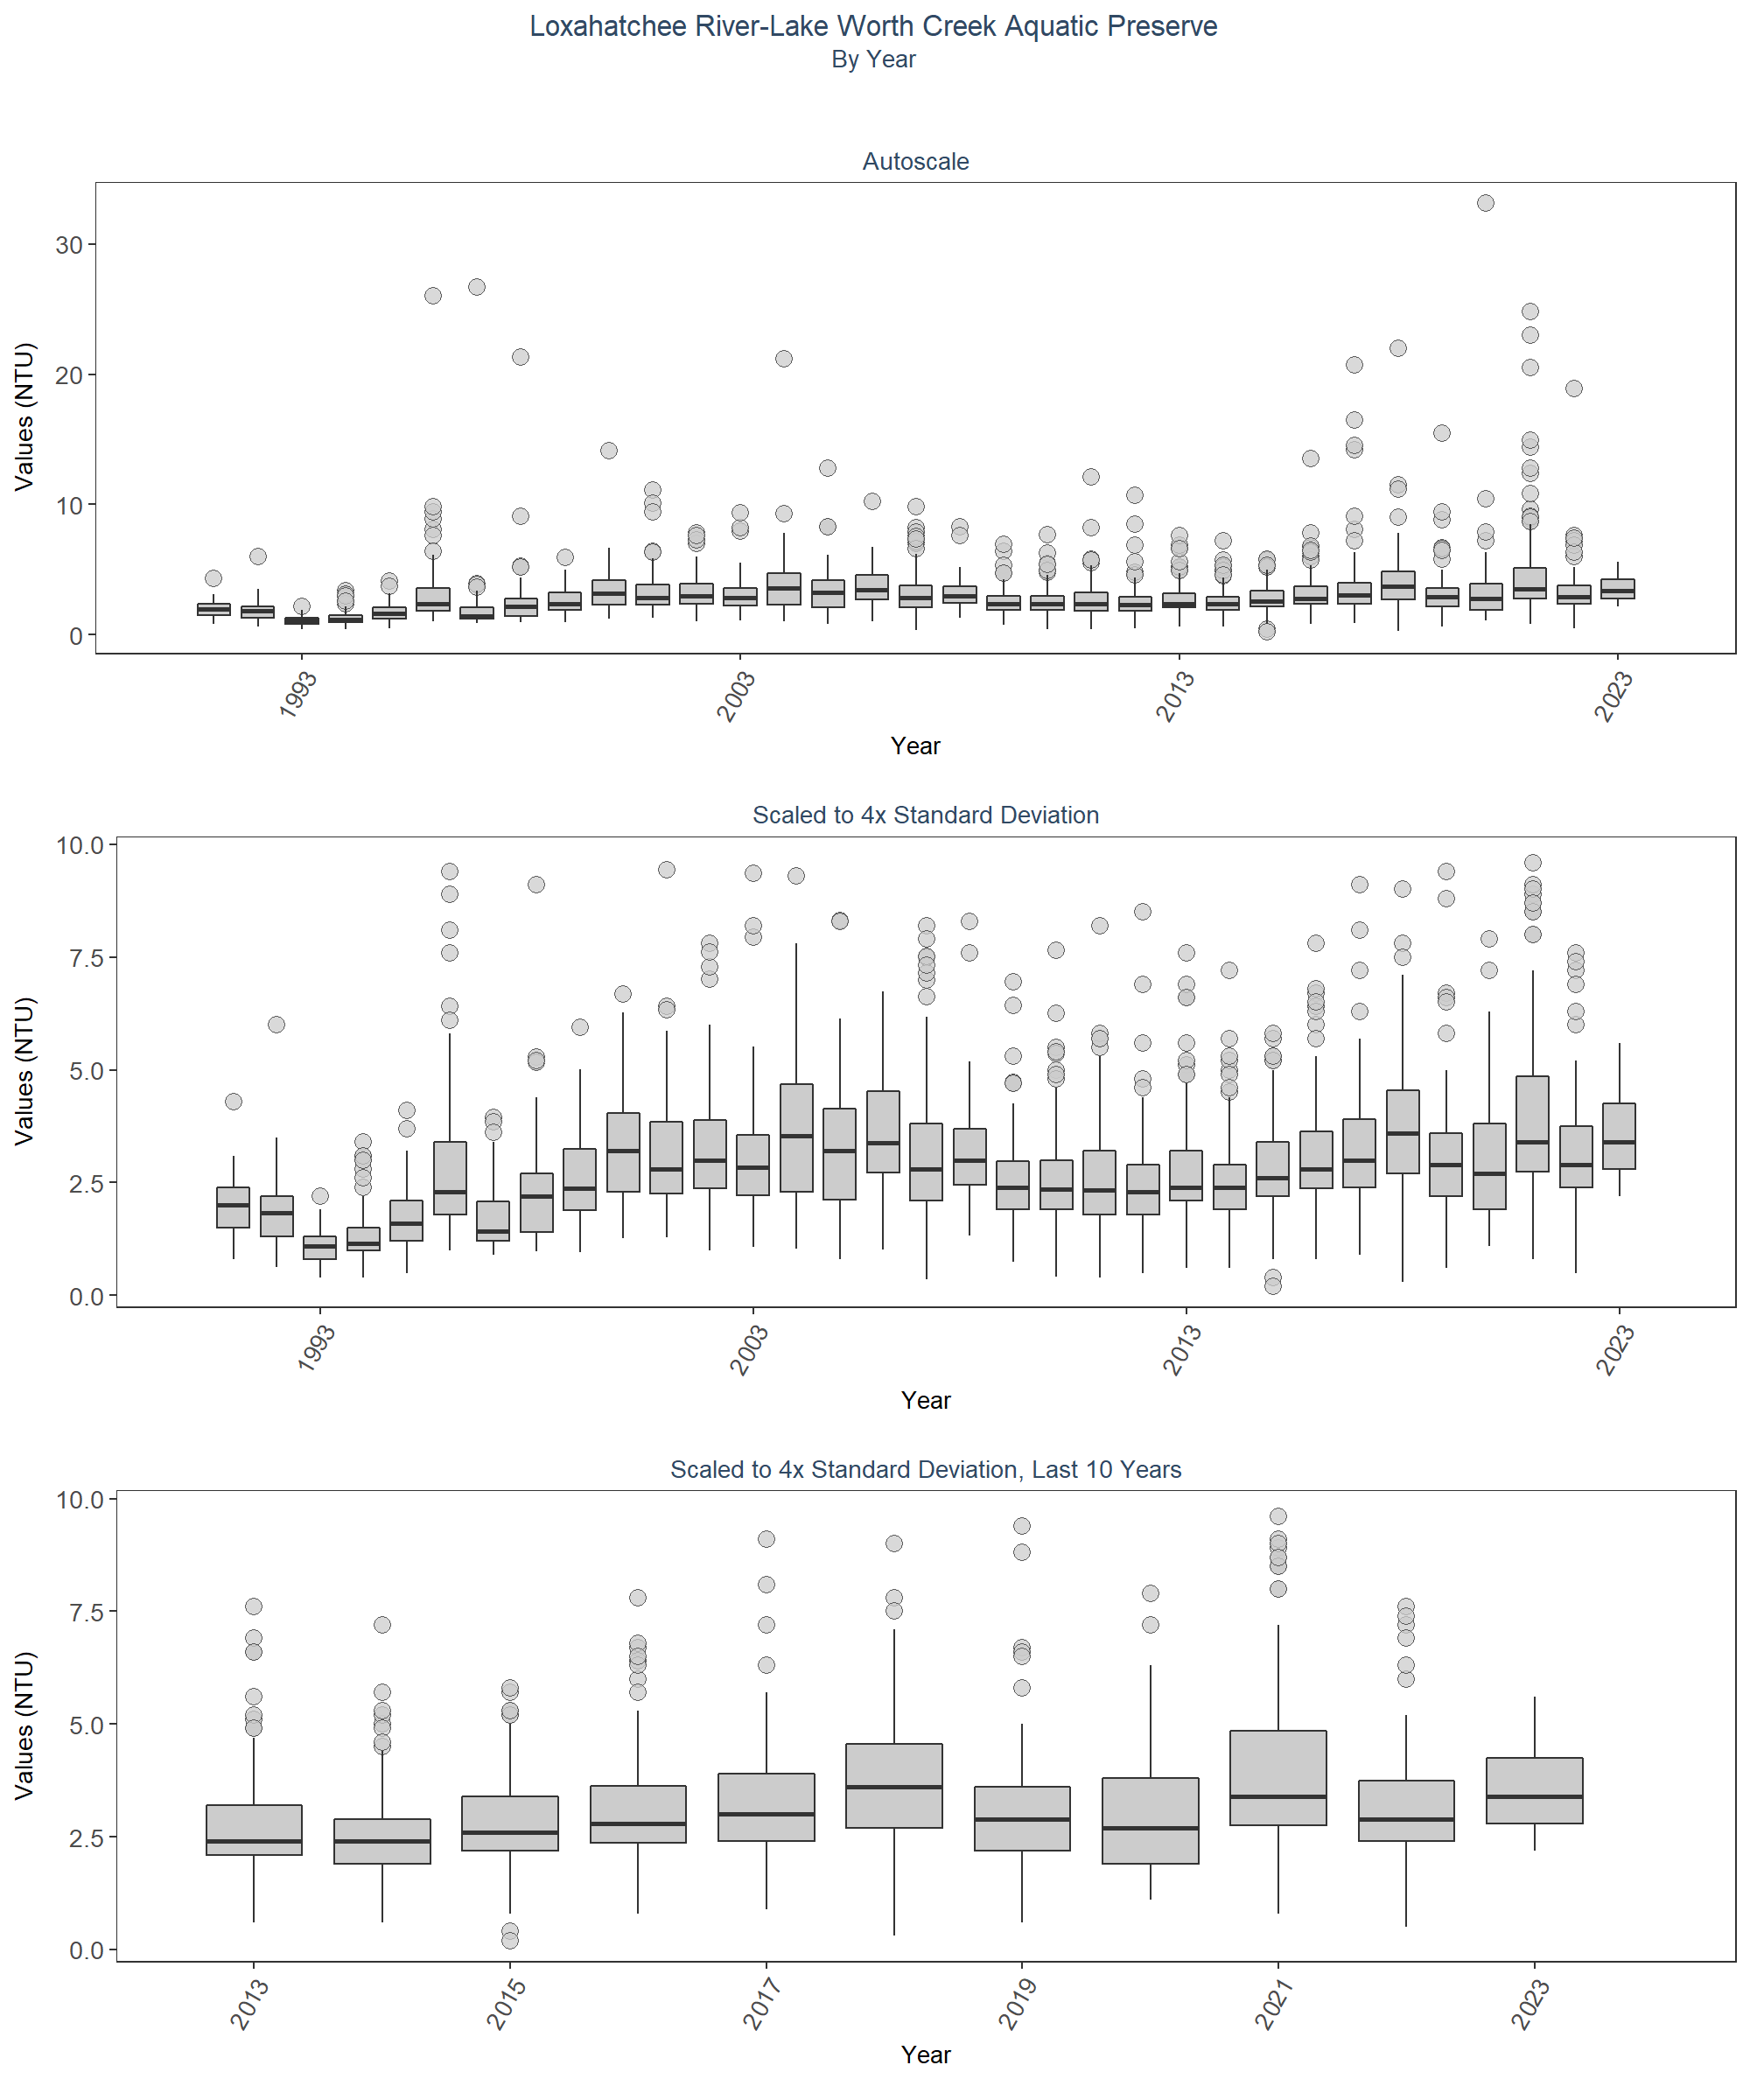 Loxahatchee River-Lake Worth Creek Aquatic Preserve
By Year
Autoscale
Values (NTU)
30
20
10
0
1993
2003
2013
2023
Year
Scaled to 4x Standard Deviation
Values (NTU)
10.0
7.5
5.0
2.5
0.0
1993
2003
2013
2023
Year
Scaled to 4x Standard Deviation, Last 10 Years
Values (NTU)
10.0
7.5
5.0
2.5
0.0
2013
2015
2017
2019
2021
2023
Year